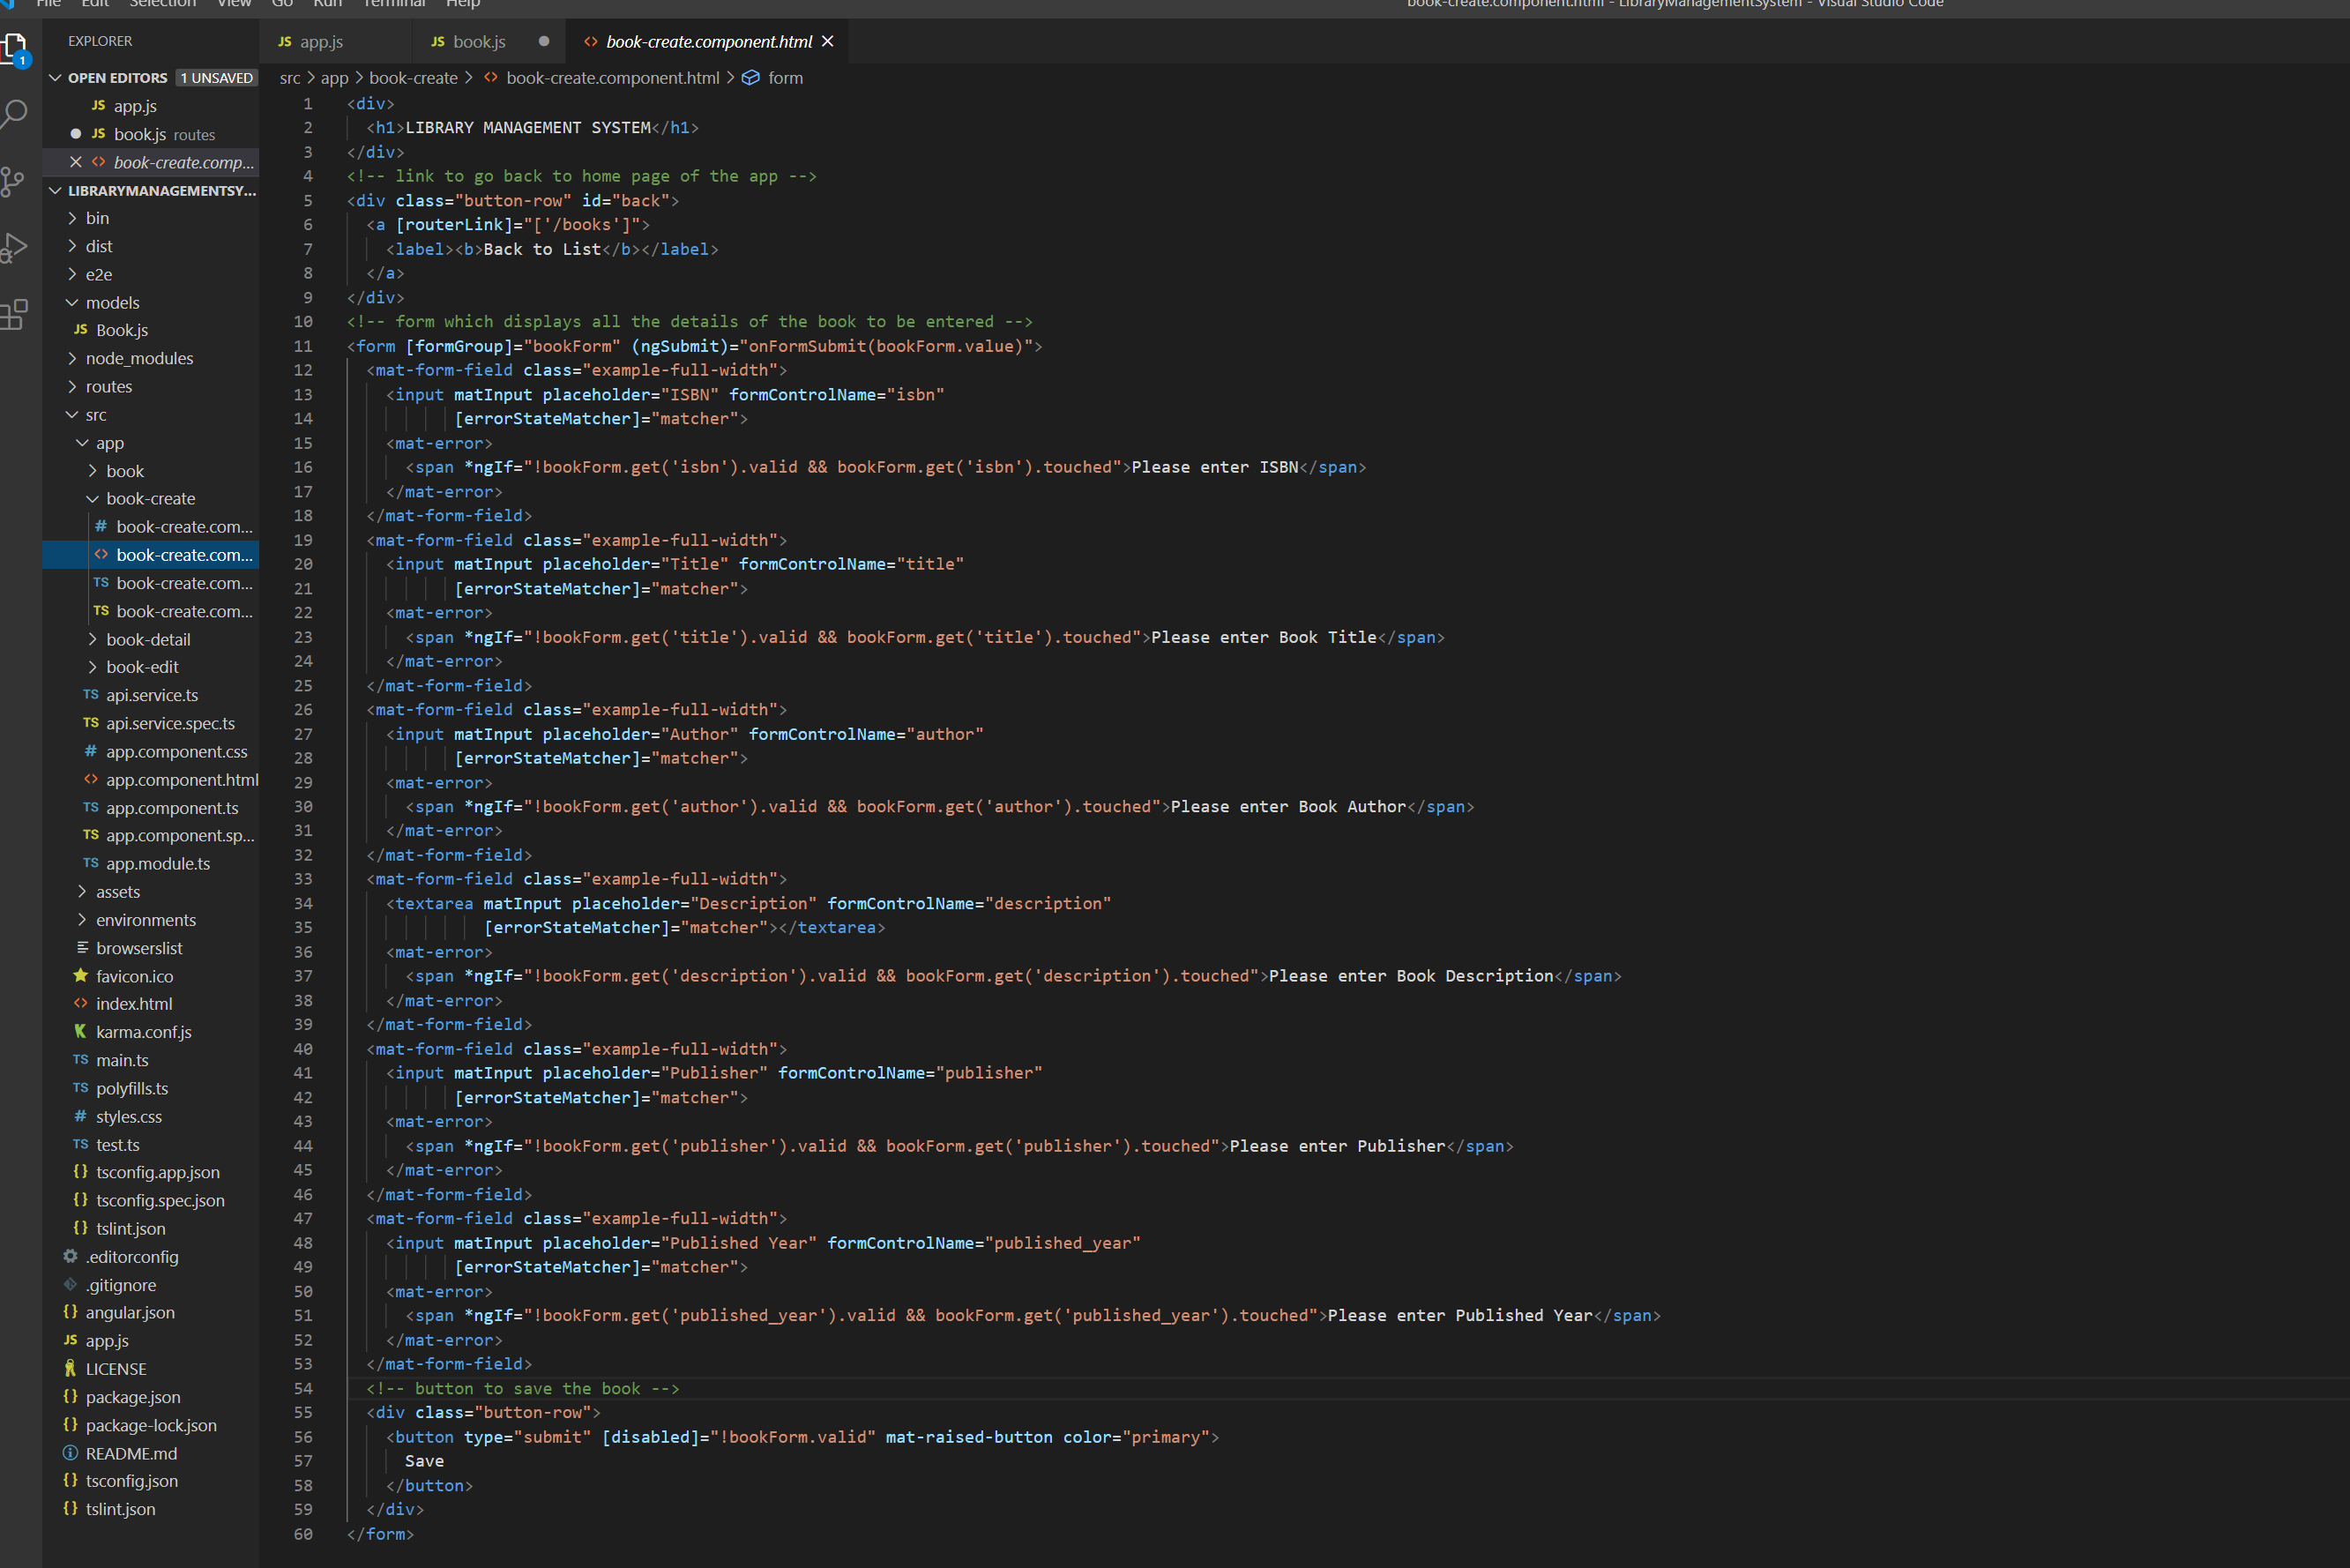 File Edit Selection View Go Run Terminal Help
book-create.component.html - LibraryManagementSystem - Visual Studio Code
EXPLORER
1
OPEN EDITORS 1 UNSAVED
JS app.js
JS book.js routes
<> book-create.comp...
LIBRARYMANAGEMENTSY...
bin
dist
e2e
models
JS Book.js
node_modules
routes
src
app
book
book-create
# book-create.com...
<> book-create.com...
TS book-create.com...
TS book-create.com...
book-detail
book-edit
TS api.service.ts
TS api.service.spec.ts
# app.component.css
<> app.component.html
TS app.component.ts
TS app.component.sp...
TS app.module.ts
assets
environments
browserslist
favicon.ico
<> index.html
karma.conf.js
TS main.ts
TS polyfills.ts
# styles.css
TS test.ts
{} tsconfig.app.json
{} tsconfig.spec.json
{} tslint.json
.editorconfig
.gitignore
{} angular.json
JS app.js
LICENSE
{} package.json
{} package-lock.json
README.md
{} tsconfig.json
{} tslint.json
JS app.js JS book.js <> book-create.component.html
src > app > book-create > <> book-create.component.html > form
1 <div>
2 <h1>LIBRARY MANAGEMENT SYSTEM</h1>
3 </div>
4 <!-- link to go back to home page of the app -->
5 <div class="button-row" id="back">
6 <a [routerLink]="['/books']">
7 <label><b>Back to List</b></label>
8 </a>
9 </div>
10 <!-- form which displays all the details of the book to be entered -->
11 <form [formGroup]="bookForm" (ngSubmit)="onFormSubmit(bookForm.value)">
12 <mat-form-field class="example-full-width">
13 <input matInput placeholder="ISBN" formControlName="isbn"
14 [errorStateMatcher]="matcher">
15 <mat-error>
16 <span *ngIf="!bookForm.get('isbn').valid && bookForm.get('isbn').touched">Please enter ISBN</span>
17 </mat-error>
18 </mat-form-field>
19 <mat-form-field class="example-full-width">
20 <input matInput placeholder="Title" formControlName="title"
21 [errorStateMatcher]="matcher">
22 <mat-error>
23 <span *ngIf="!bookForm.get('title').valid && bookForm.get('title').touched">Please enter Book Title</span>
24 </mat-error>
25 </mat-form-field>
26 <mat-form-field class="example-full-width">
27 <input matInput placeholder="Author" formControlName="author"
28 [errorStateMatcher]="matcher">
29 <mat-error>
30 <span *ngIf="!bookForm.get('author').valid && bookForm.get('author').touched">Please enter Book Author</span>
31 </mat-error>
32 </mat-form-field>
33 <mat-form-field class="example-full-width">
34 <textarea matInput placeholder="Description" formControlName="description"
35 [errorStateMatcher]="matcher"></textarea>
36 <mat-error>
37 <span *ngIf="!bookForm.get('description').valid && bookForm.get('description').touched">Please enter Book Description</span>
38 </mat-error>
39 </mat-form-field>
40 <mat-form-field class="example-full-width">
41 <input matInput placeholder="Publisher" formControlName="publisher"
42 [errorStateMatcher]="matcher">
43 <mat-error>
44 <span *ngIf="!bookForm.get('publisher').valid && bookForm.get('publisher').touched">Please enter Publisher</span>
45 </mat-error>
46 </mat-form-field>
47 <mat-form-field class="example-full-width">
48 <input matInput placeholder="Published Year" formControlName="published_year"
49 [errorStateMatcher]="matcher">
50 <mat-error>
51 <span *ngIf="!bookForm.get('published_year').valid && bookForm.get('published_year').touched">Please enter Published Year</span>
52 </mat-error>
53 </mat-form-field>
54 <!-- button to save the book -->
55 <div class="button-row">
56 <button type="submit" [disabled]="!bookForm.valid" mat-raised-button color="primary">
57 Save
58 </button>
59 </div>
60 </form>